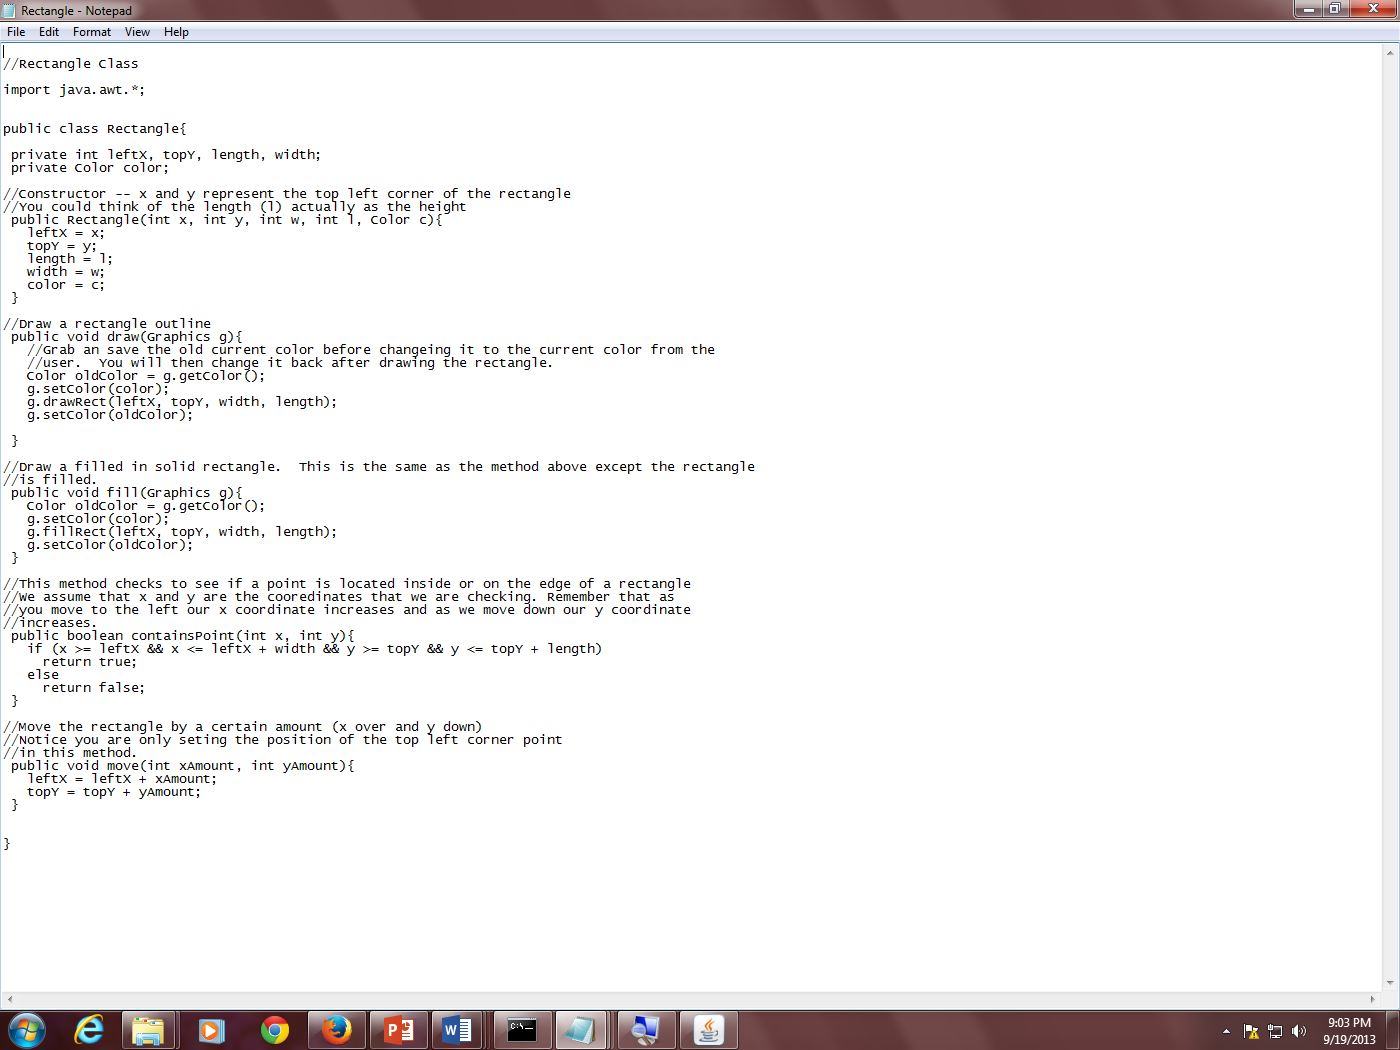 Rectangle - Notepad
File Edit Format View Help
//Rectangle Class
import java.awt.*;
public class Rectangle{
private int leftX, topY, length, width;
private Color color;
//Constructor -- x and y represent the top left corner of the rectangle
//You could think of the length (l) actually as the height
public Rectangle(int x, int y, int w, int l, Color c){
leftX = x;
topY = y;
length = l;
width = w;
color = c;
}
//Draw a rectangle outline
public void draw(Graphics g){
//Grab an save the old current color before changeing it to the current color from the
//user.  You will then change it back after drawing the rectangle.
Color oldColor = g.getColor();
g.setColor(color);
g.drawRect(leftX, topY, width, length);
g.setColor(oldColor);
}
//Draw a filled in solid rectangle.  This is the same as the method above except the rectangle
//is filled.
public void fill(Graphics g){
Color oldColor = g.getColor();
g.setColor(color);
g.fillRect(leftX, topY, width, length);
g.setColor(oldColor);
}
//This method checks to see if a point is located inside or on the edge of a rectangle
//We assume that x and y are the cooredinates that we are checking. Remember that as
//you move to the left our x coordinate increases and as we move down our y coordinate
//increases.
public boolean containsPoint(int x, int y){
if (x >= leftX && x <= leftX + width && y >= topY && y <= topY + length)
return true;
else
return false;
}
//Move the rectangle by a certain amount (x over and y down)
//Notice you are only seting the position of the top left corner point
//in this method.
public void move(int xAmount, int yAmount){
leftX = leftX + xAmount;
topY = topY + yAmount;
}
}
C:\_
9:03 PM
9/19/2013